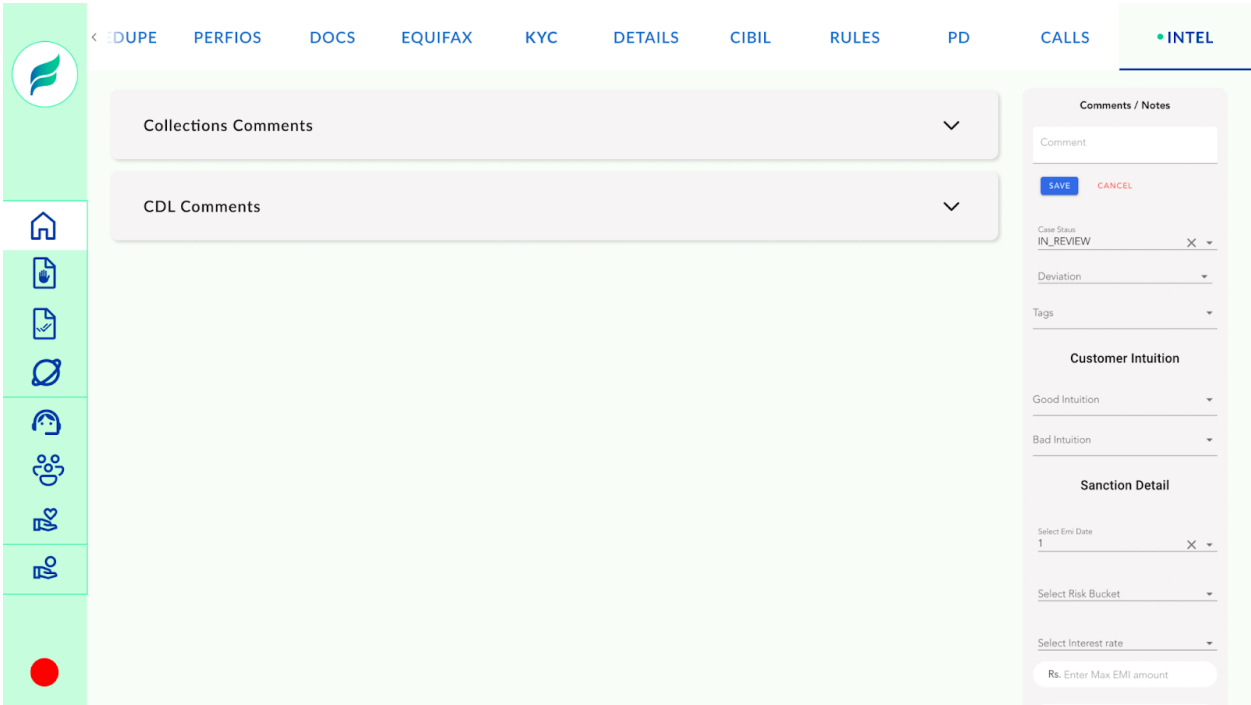 EDUPE PERFIOS DOCS EQUIFAX KYC DETAILS CIBIL RULES PD CALLS INTEL
Collections Comments
CDL Comments
Comments / Notes
Comment
SAVE CANCEL
Case Staus
IN_REVIEW
Deviation
Tags
Customer Intuition
Good Intuition
Bad Intuition
Sanction Detail
Select Emi Date
1
Select Risk Bucket
Select Interest rate
Rs. Enter Max EMI amount